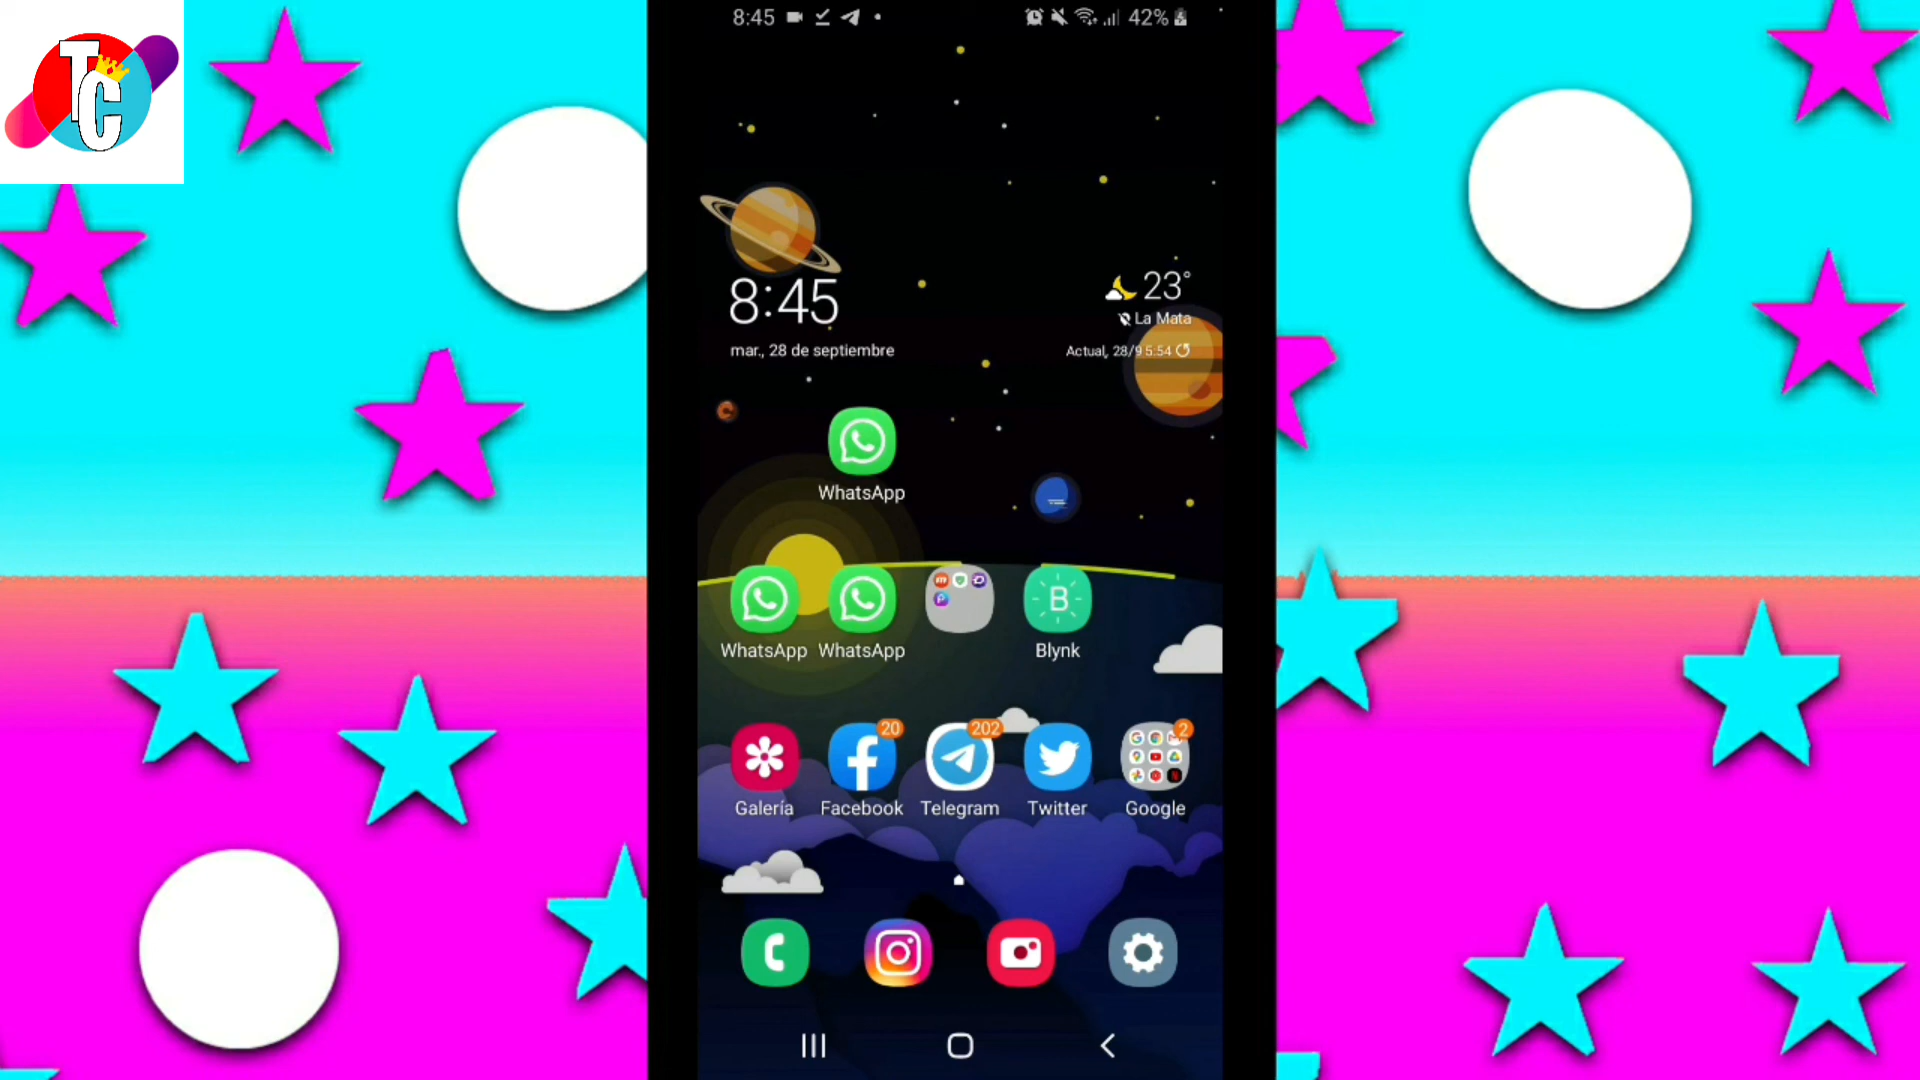 TC
8:45
42%
8:45
mar., 28 de septiembre
23°
La Mata
Actual, 28/9 5:54
WhatsApp
WhatsApp
WhatsApp
B
Blynk
20
202
2
Galería
Facebook
Telegram
Twitter
Google